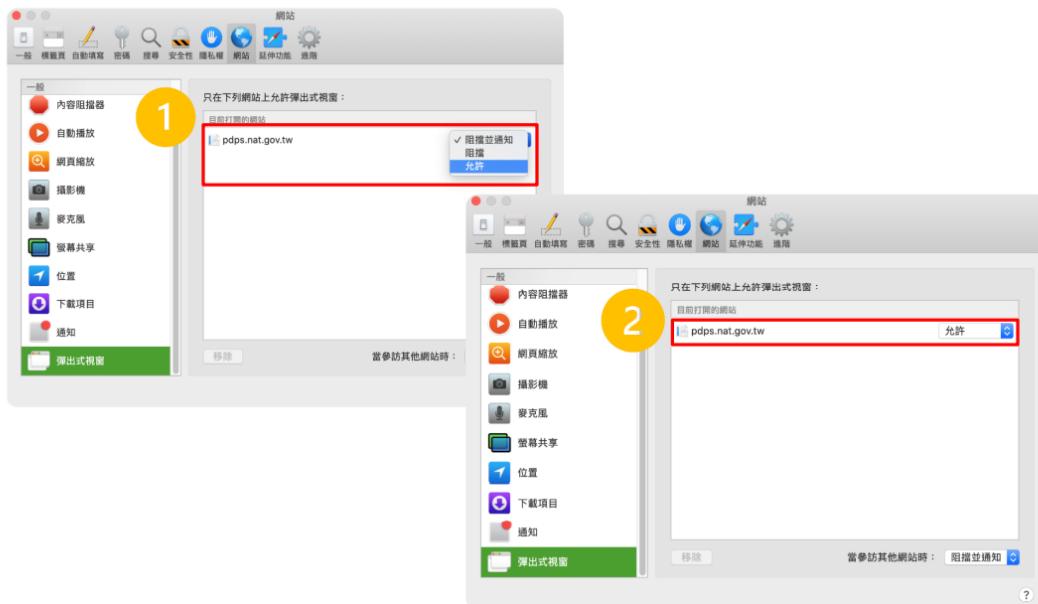 網站
一般 標籤頁 自動填寫 密碼 搜尋 安全性 隱私權 網站 延伸功能 進階
一般
內容阻擋器
自動播放
網頁縮放
攝影機
麥克風
螢幕共享
位置
下載項目
通知
彈出式視窗
1
只在下列網站上允許彈出式視窗：
目前打開的網站
pdps.nat.gov.tw
✓ 阻擋並通知
阻擋
允許
移除
當參訪其他網站時：
網站
一般 標籤頁 自動填寫 密碼 搜尋 安全性 隱私權 網站 延伸功能 進階
一般
內容阻擋器
自動播放
網頁縮放
攝影機
麥克風
螢幕共享
位置
下載項目
通知
彈出式視窗
2
只在下列網站上允許彈出式視窗：
目前打開的網站
pdps.nat.gov.tw 允許
移除
當參訪其他網站時： 阻擋並通知
?